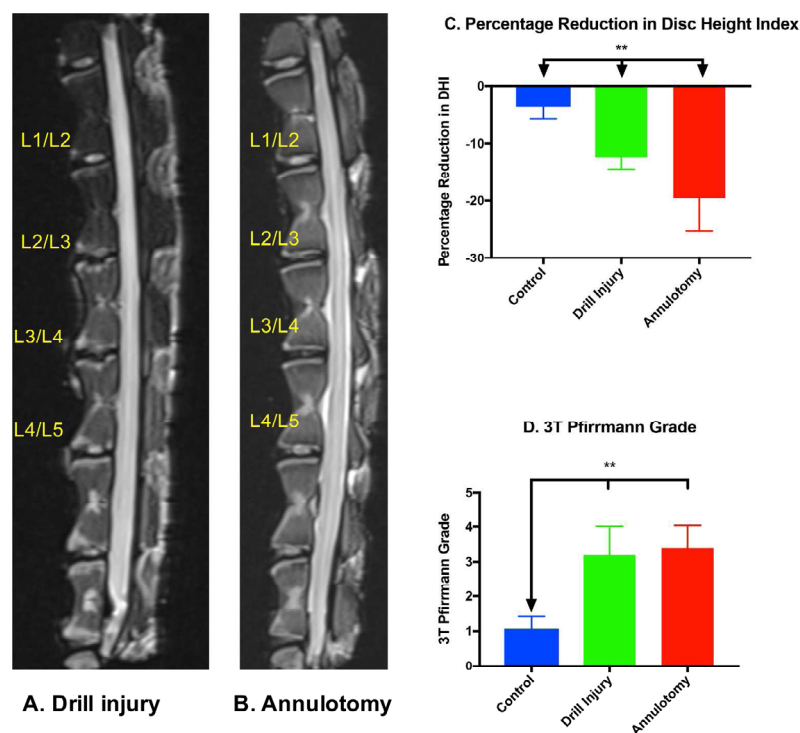 L1/L2
L2/L3
L3/L4
L4/L5
A. Drill injury
L1/L2
L2/L3
L3/L4
L4/L5
B. Annulotomy
C. Percentage Reduction in Disc Height Index
**
0
-10
-20
-30
Percentage Reduction in DHI
Control
Drill Injury
Annulotomy
D. 3T Pfirrmann Grade
**
5
4
3
2
1
0
3T Pfirrmann Grade
Control
Drill Injury
Annulotomy